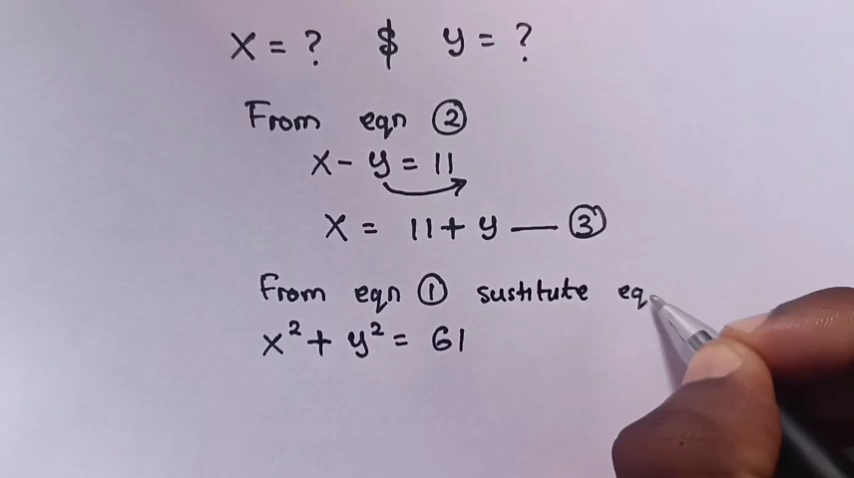 x = ? $ y = ?
From eqn ②
x - y = 11
x = 11 + y — ③
From eqn ① sustitute eq
x² + y² = 61